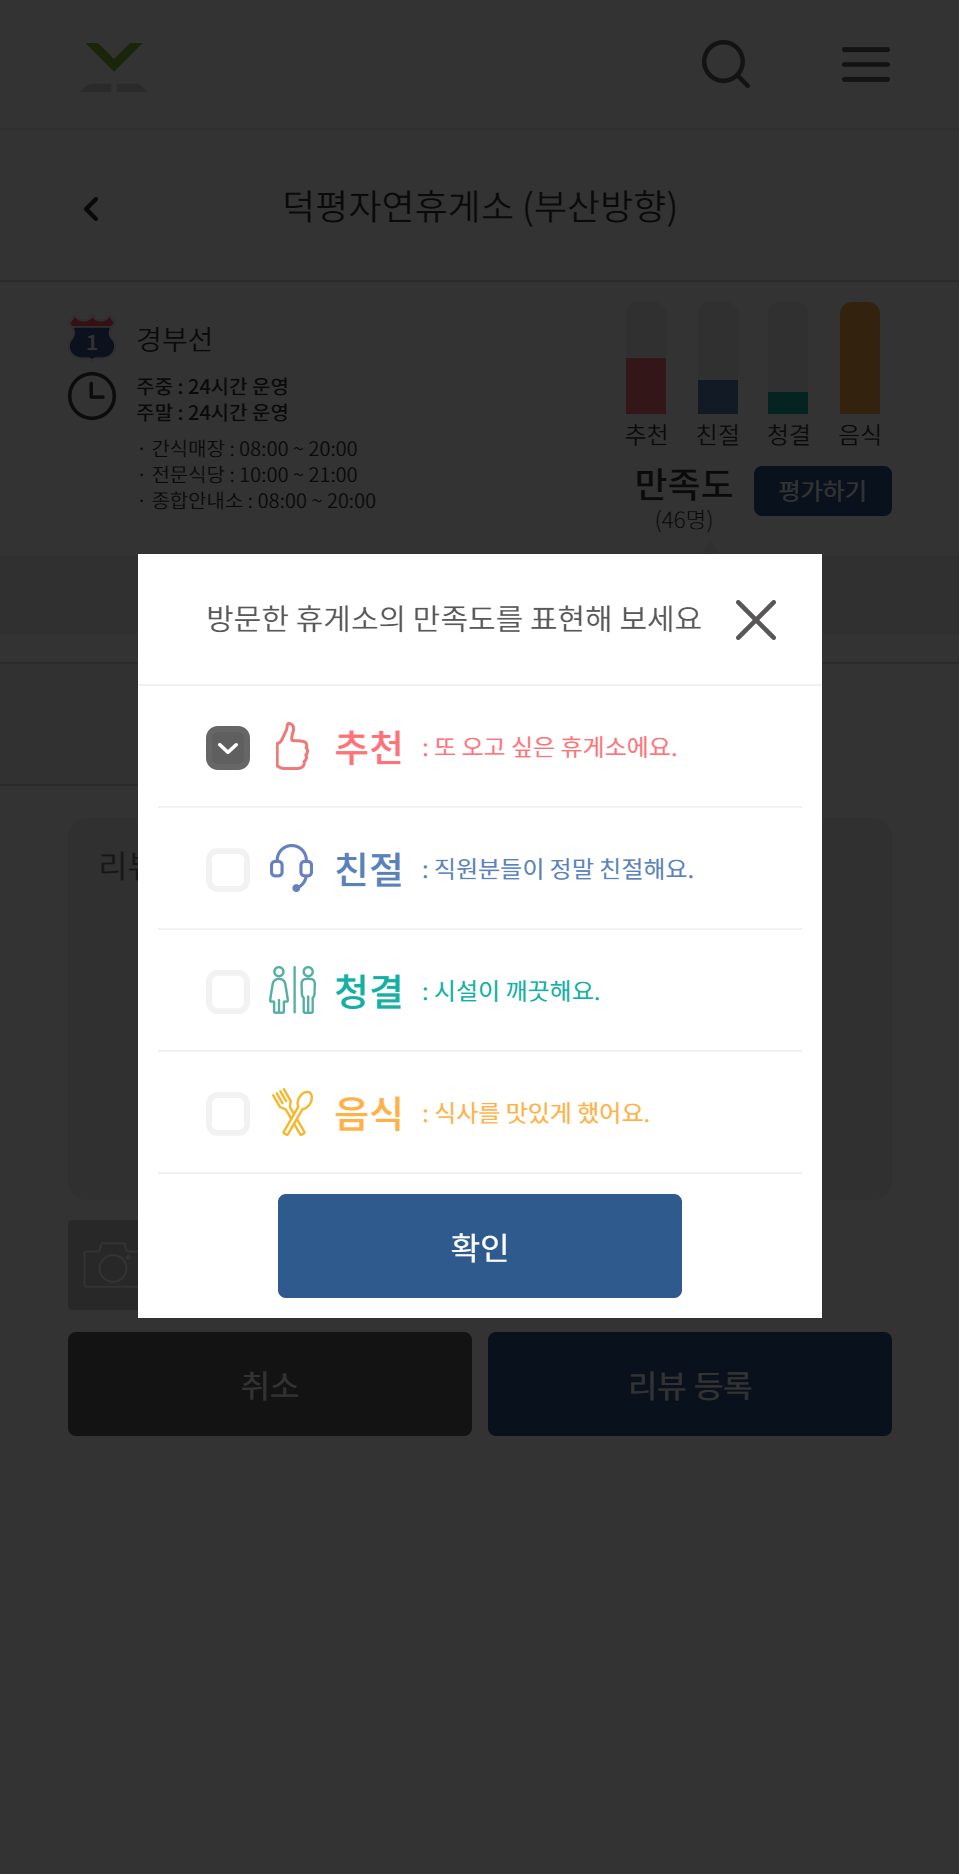 덕평자연휴게소 (부산방향)
1 경부선
주중 : 24시간 운영
주말 : 24시간 운영
· 간식매장 : 08:00 ~ 20:00
· 전문식당 : 10:00 ~ 21:00
· 종합안내소 : 08:00 ~ 20:00
추천 친절 청결 음식
만족도
(46명)
평가하기
방문한 휴게소의 만족도를 표현해 보세요
추천 : 또 오고 싶은 휴게소에요.
친절 : 직원분들이 정말 친절해요.
청결 : 시설이 깨끗해요.
음식 : 식사를 맛있게 했어요.
확인
취소
리뷰 등록